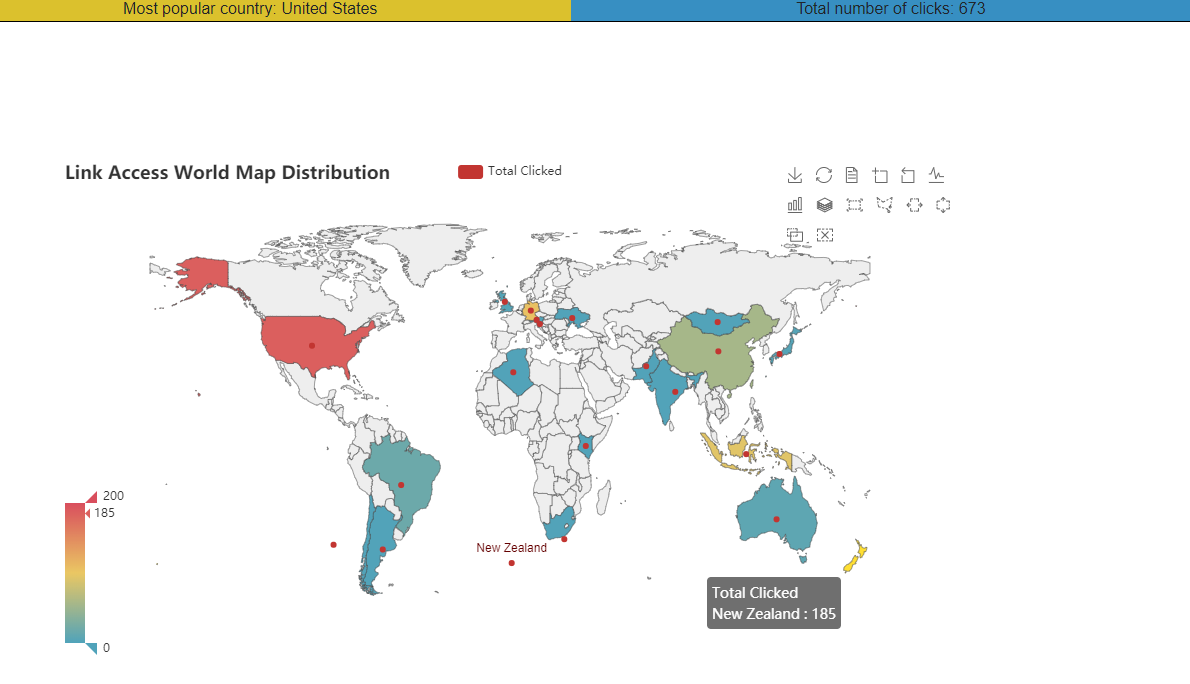 Most popular country: United States
Total number of clicks: 673
Link Access World Map Distribution
Total Clicked
200
185
0
New Zealand
Total Clicked
New Zealand : 185